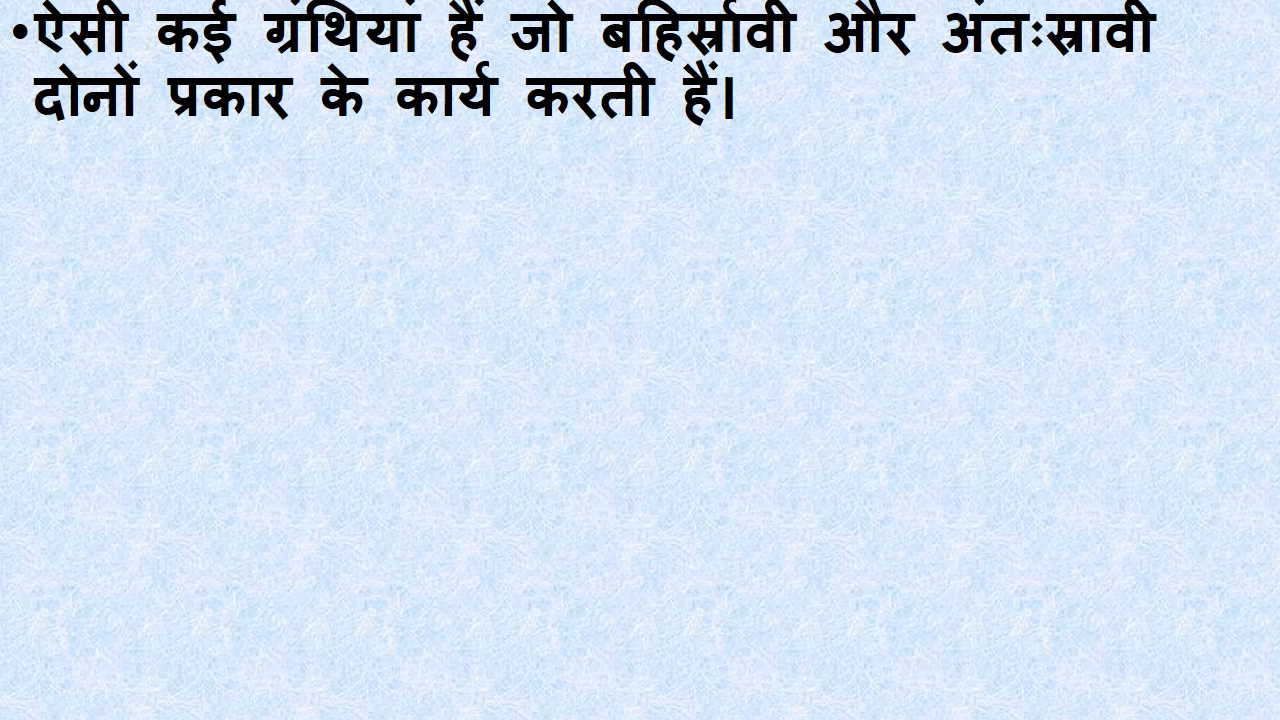 •ऐसी कई ग्रंथियां हैं जो बहिर्स्रावी और अंतःस्रावी
दोनों प्रकार के कार्य करती हैं।